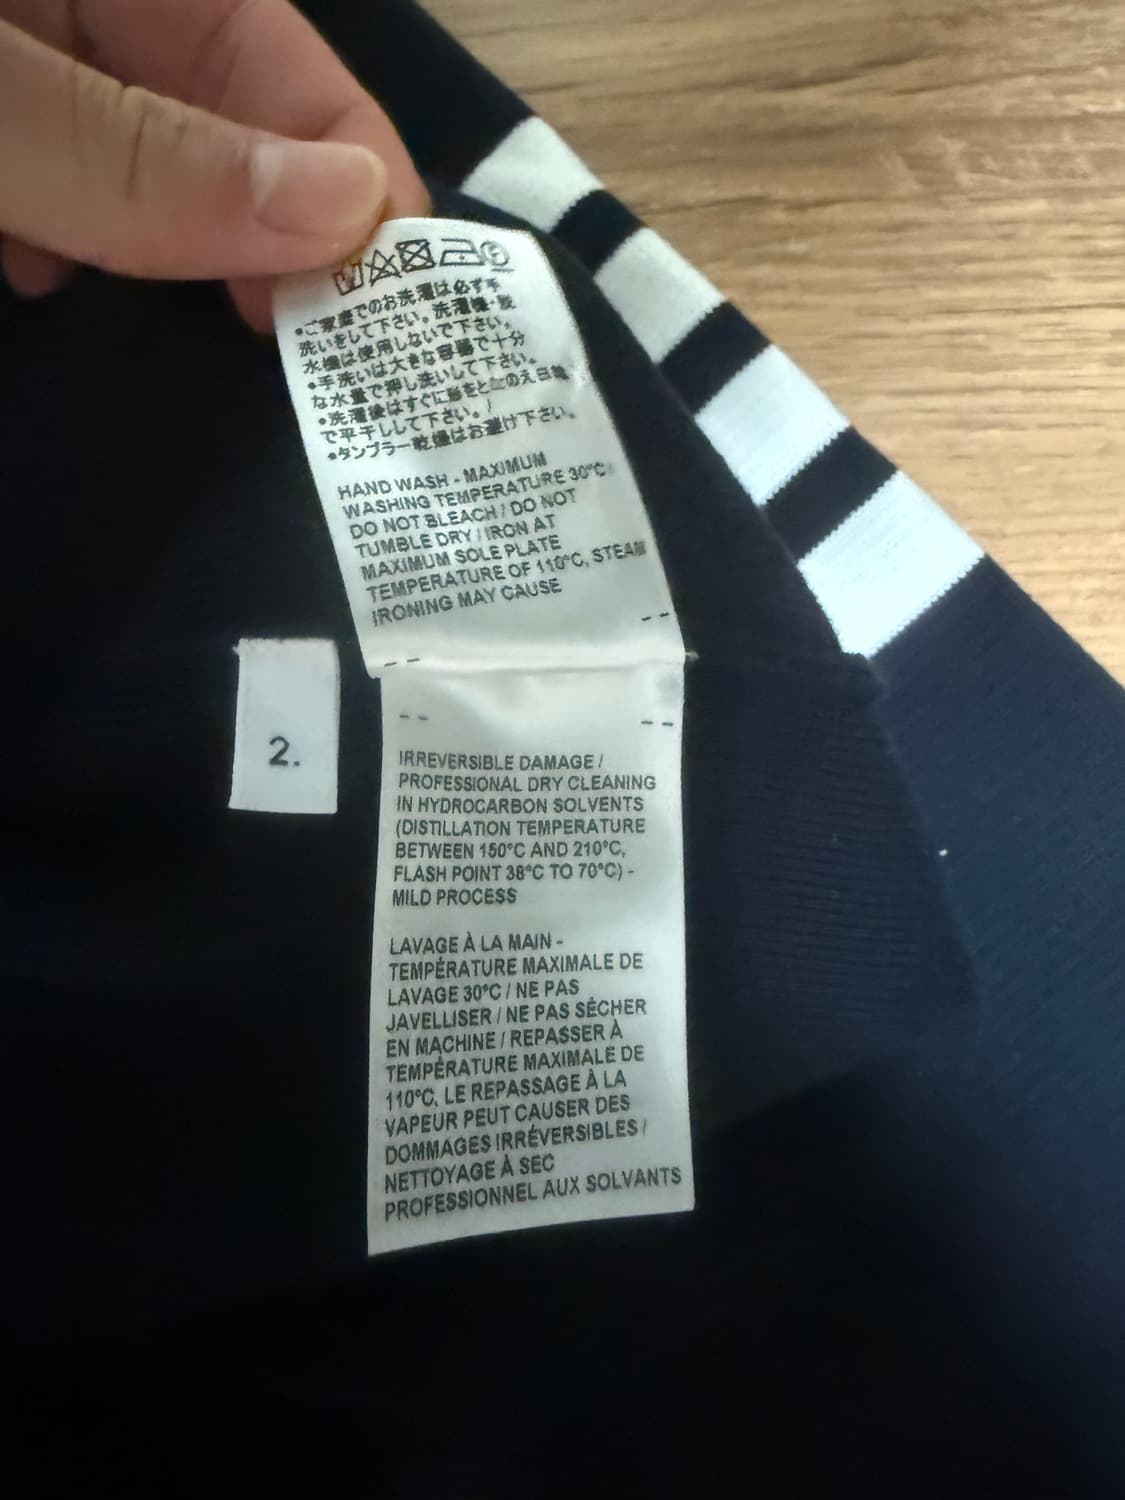 •ご家庭でのお洗濯は必ず手
洗いをして下さい。洗濯機・脱
水機は使用しないで下さい。
•手洗いは大きな容器で十分
な水量で押し洗いして下さい。
•洗濯後はすぐに形をと
で平干しして下さい。
•タンブラー乾燥はお避け下さい。
HAND WASH - MAXIMUM
WASHING TEMPERATURE 30°C
DO NOT BLEACH / DO NOT
TUMBLE DRY / IRON AT
MAXIMUM SOLE PLATE
TEMPERATURE OF 110°C, STEAM
IRONING MAY CAUSE
2.
IRREVERSIBLE DAMAGE /
PROFESSIONAL DRY CLEANING
IN HYDROCARBON SOLVENTS
(DISTILLATION TEMPERATURE
BETWEEN 150°C AND 210°C,
FLASH POINT 38°C TO 70°C) -
MILD PROCESS
LAVAGE À LA MAIN -
TEMPÉRATURE MAXIMALE DE
LAVAGE 30°C / NE PAS
JAVELLISER / NE PAS SÉCHER
EN MACHINE / REPASSER À
TEMPÉRATURE MAXIMALE DE
110°C, LE REPASSAGE À LA
VAPEUR PEUT CAUSER DES
DOMMAGES IRRÉVERSIBLES /
NETTOYAGE À SEC
PROFESSIONNEL AUX SOLVANTS